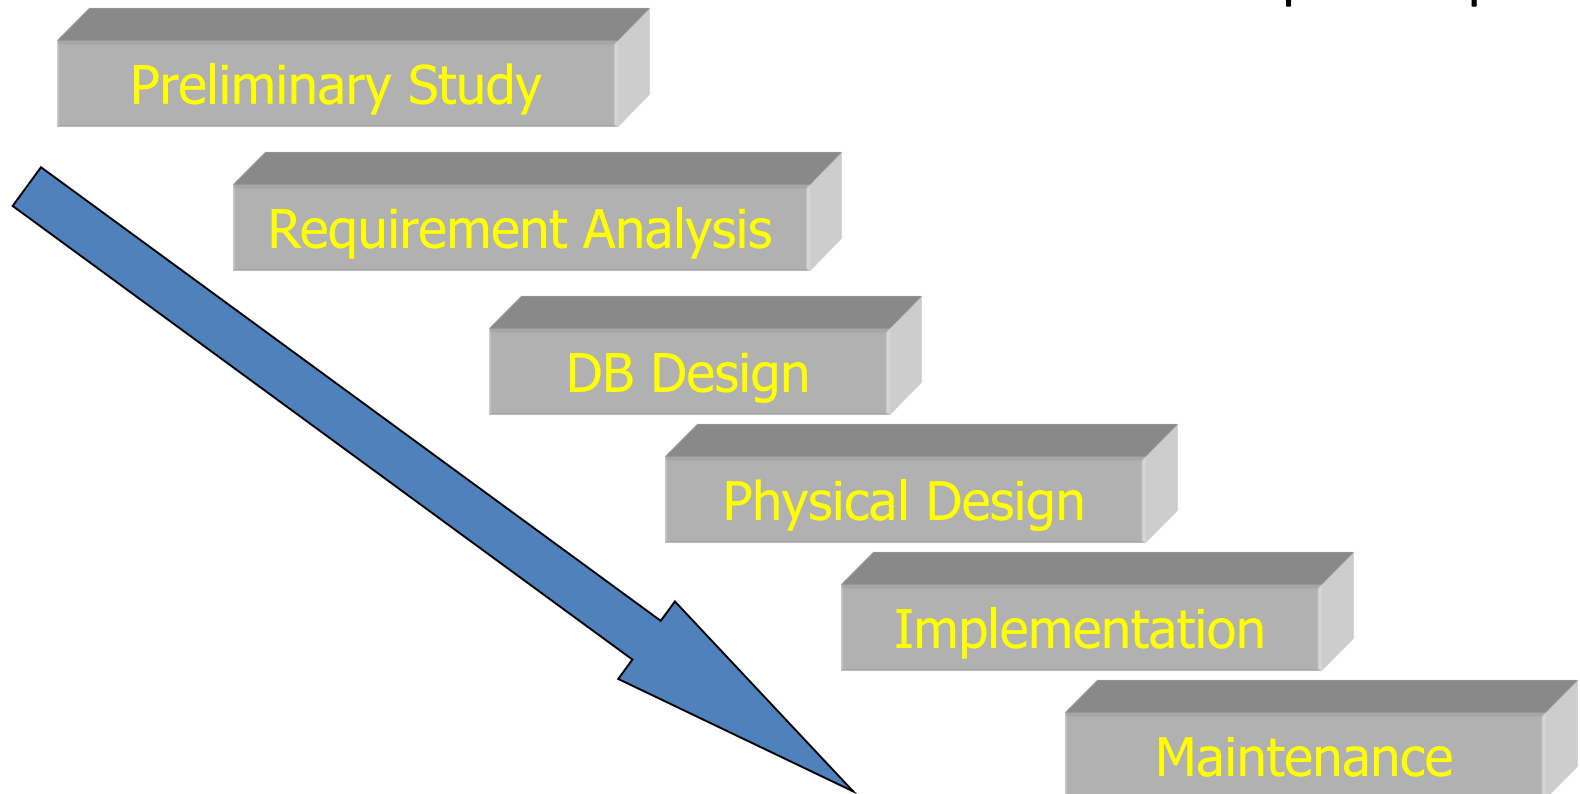 Preliminary Study
Requirement Analysis
DB Design
Physical Design
Implementation
Maintenance